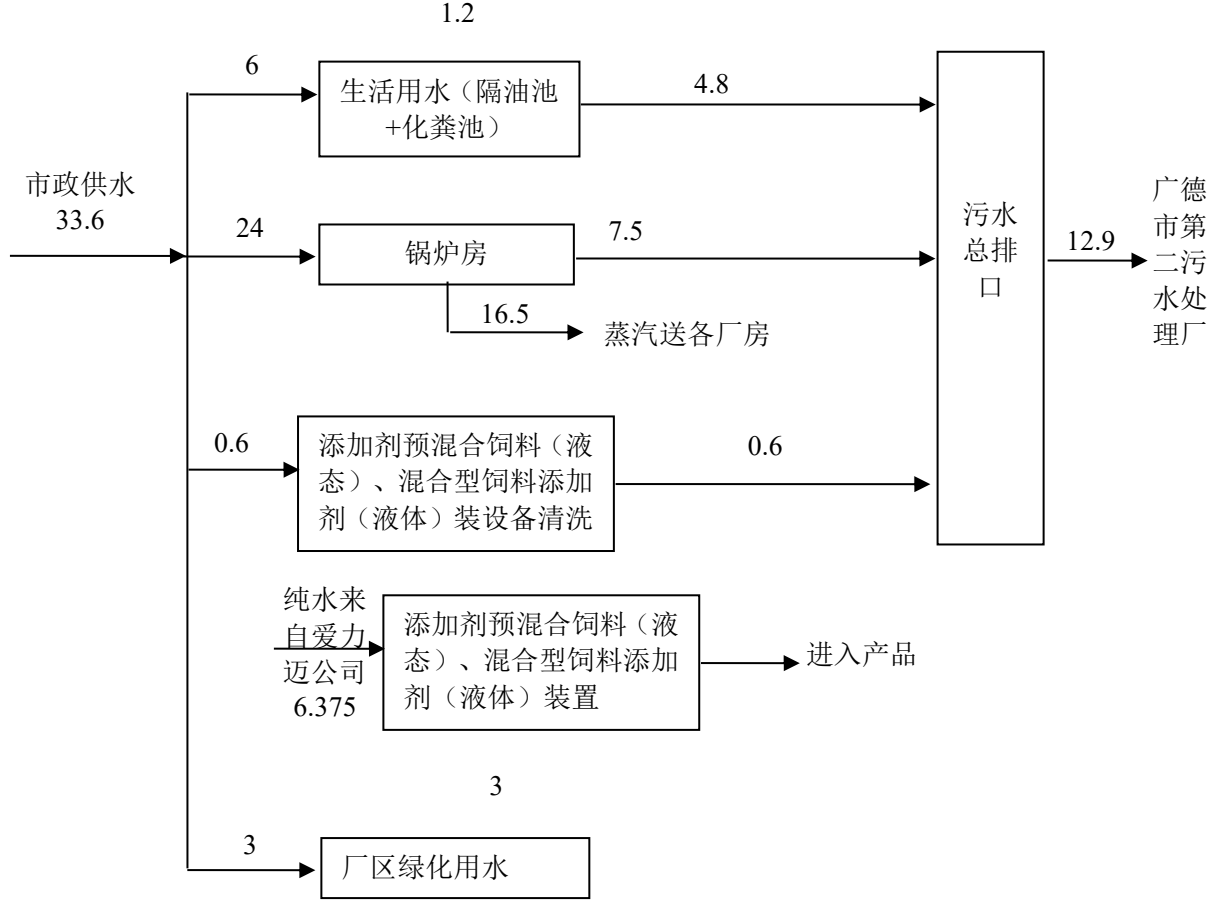 1.2
6
生活用水（隔油池
+化粪池）
4.8
市政供水
33.6
24
锅炉房
7.5
16.5
蒸汽送各厂房
污水
总排
口
12.9
广德
市第
二污
水处
理厂
0.6
添加剂预混合饲料（液
态）、混合型饲料添加
剂（液体）装设备清洗
0.6
纯水来
自爱力
迈公司
6.375
添加剂预混合饲料（液
态）、混合型饲料添加
剂（液体）装置
进入产品
3
3
厂区绿化用水